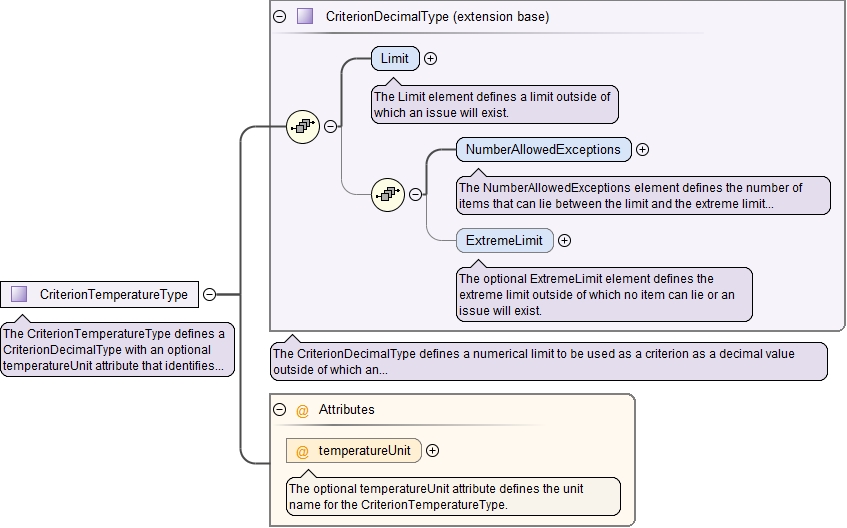 CriterionDecimalType (extension base)
Limit
The Limit element defines a limit outside of
which an issue will exist.
NumberAllowedExceptions
The NumberAllowedExceptions element defines the number of
items that can lie between the limit and the extreme limit...
ExtremeLimit
The optional ExtremeLimit element defines the
extreme limit outside of which no item can lie or an
issue will exist.
CriterionTemperatureType
The CriterionTemperatureType defines a
CriterionDecimalType with an optional
temperatureUnit attribute that identifies...
The CriterionDecimalType defines a numerical limit to be used as a criterion as a decimal value
outside of which an...
@ Attributes
@ temperatureUnit
The optional temperatureUnit attribute defines the unit
name for the CriterionTemperatureType.